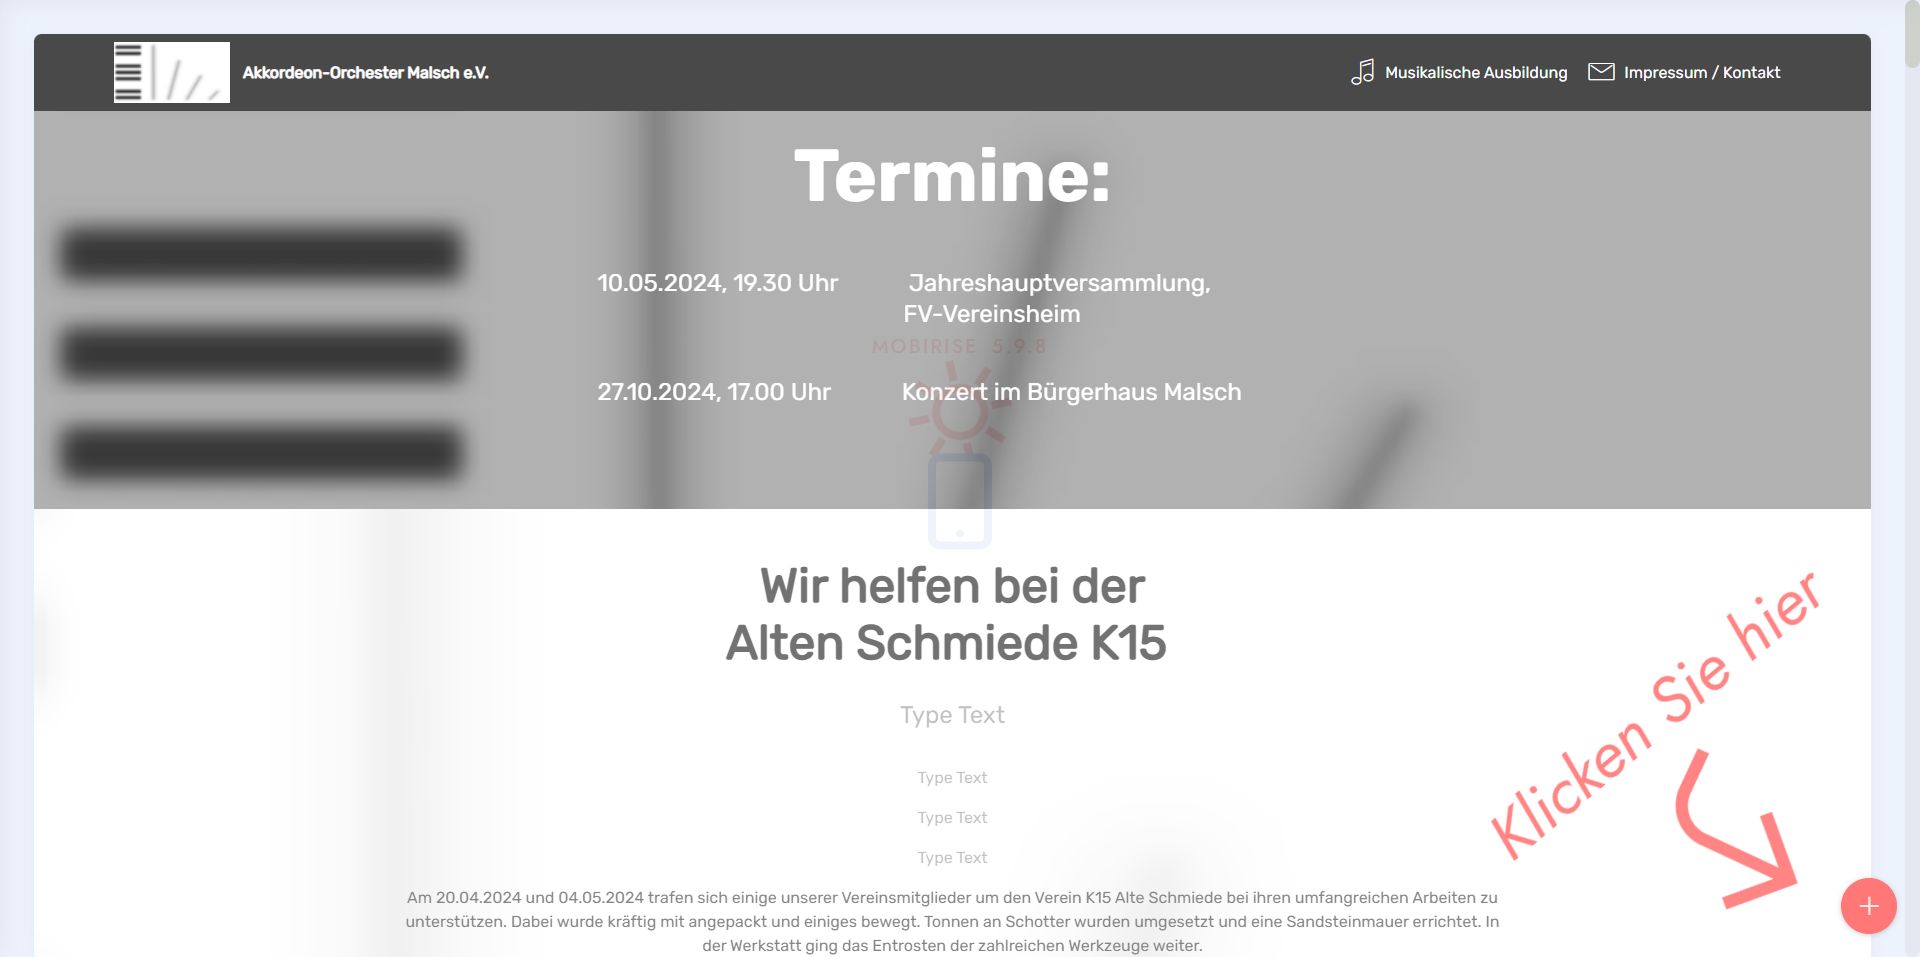 Akkordeon-Orchester Malsch e.V.
Musikalische Ausbildung
Impressum / Kontakt
Termine:
10.05.2024, 19.30 Uhr Jahreshauptversammlung,
FV-Vereinsheim
MOBIRISE 5.9.8
27.10.2024, 17.00 Uhr Konzert im Bürgerhaus Malsch
Wir helfen bei der
Alten Schmiede K15
Type Text
Type Text
Type Text
Type Text
Am 20.04.2024 und 04.05.2024 trafen sich einige unserer Vereinsmitglieder um den Verein K15 Alte Schmiede bei ihren umfangreichen Arbeiten zu
unterstützen. Dabei wurde kräftig mit angepackt und einiges bewegt. Tonnen an Schotter wurden umgesetzt und eine Sandsteinmauer errichtet. In
der Werkstatt ging das Entrosten der zahlreichen Werkzeuge weiter.
Klicken Sie hier